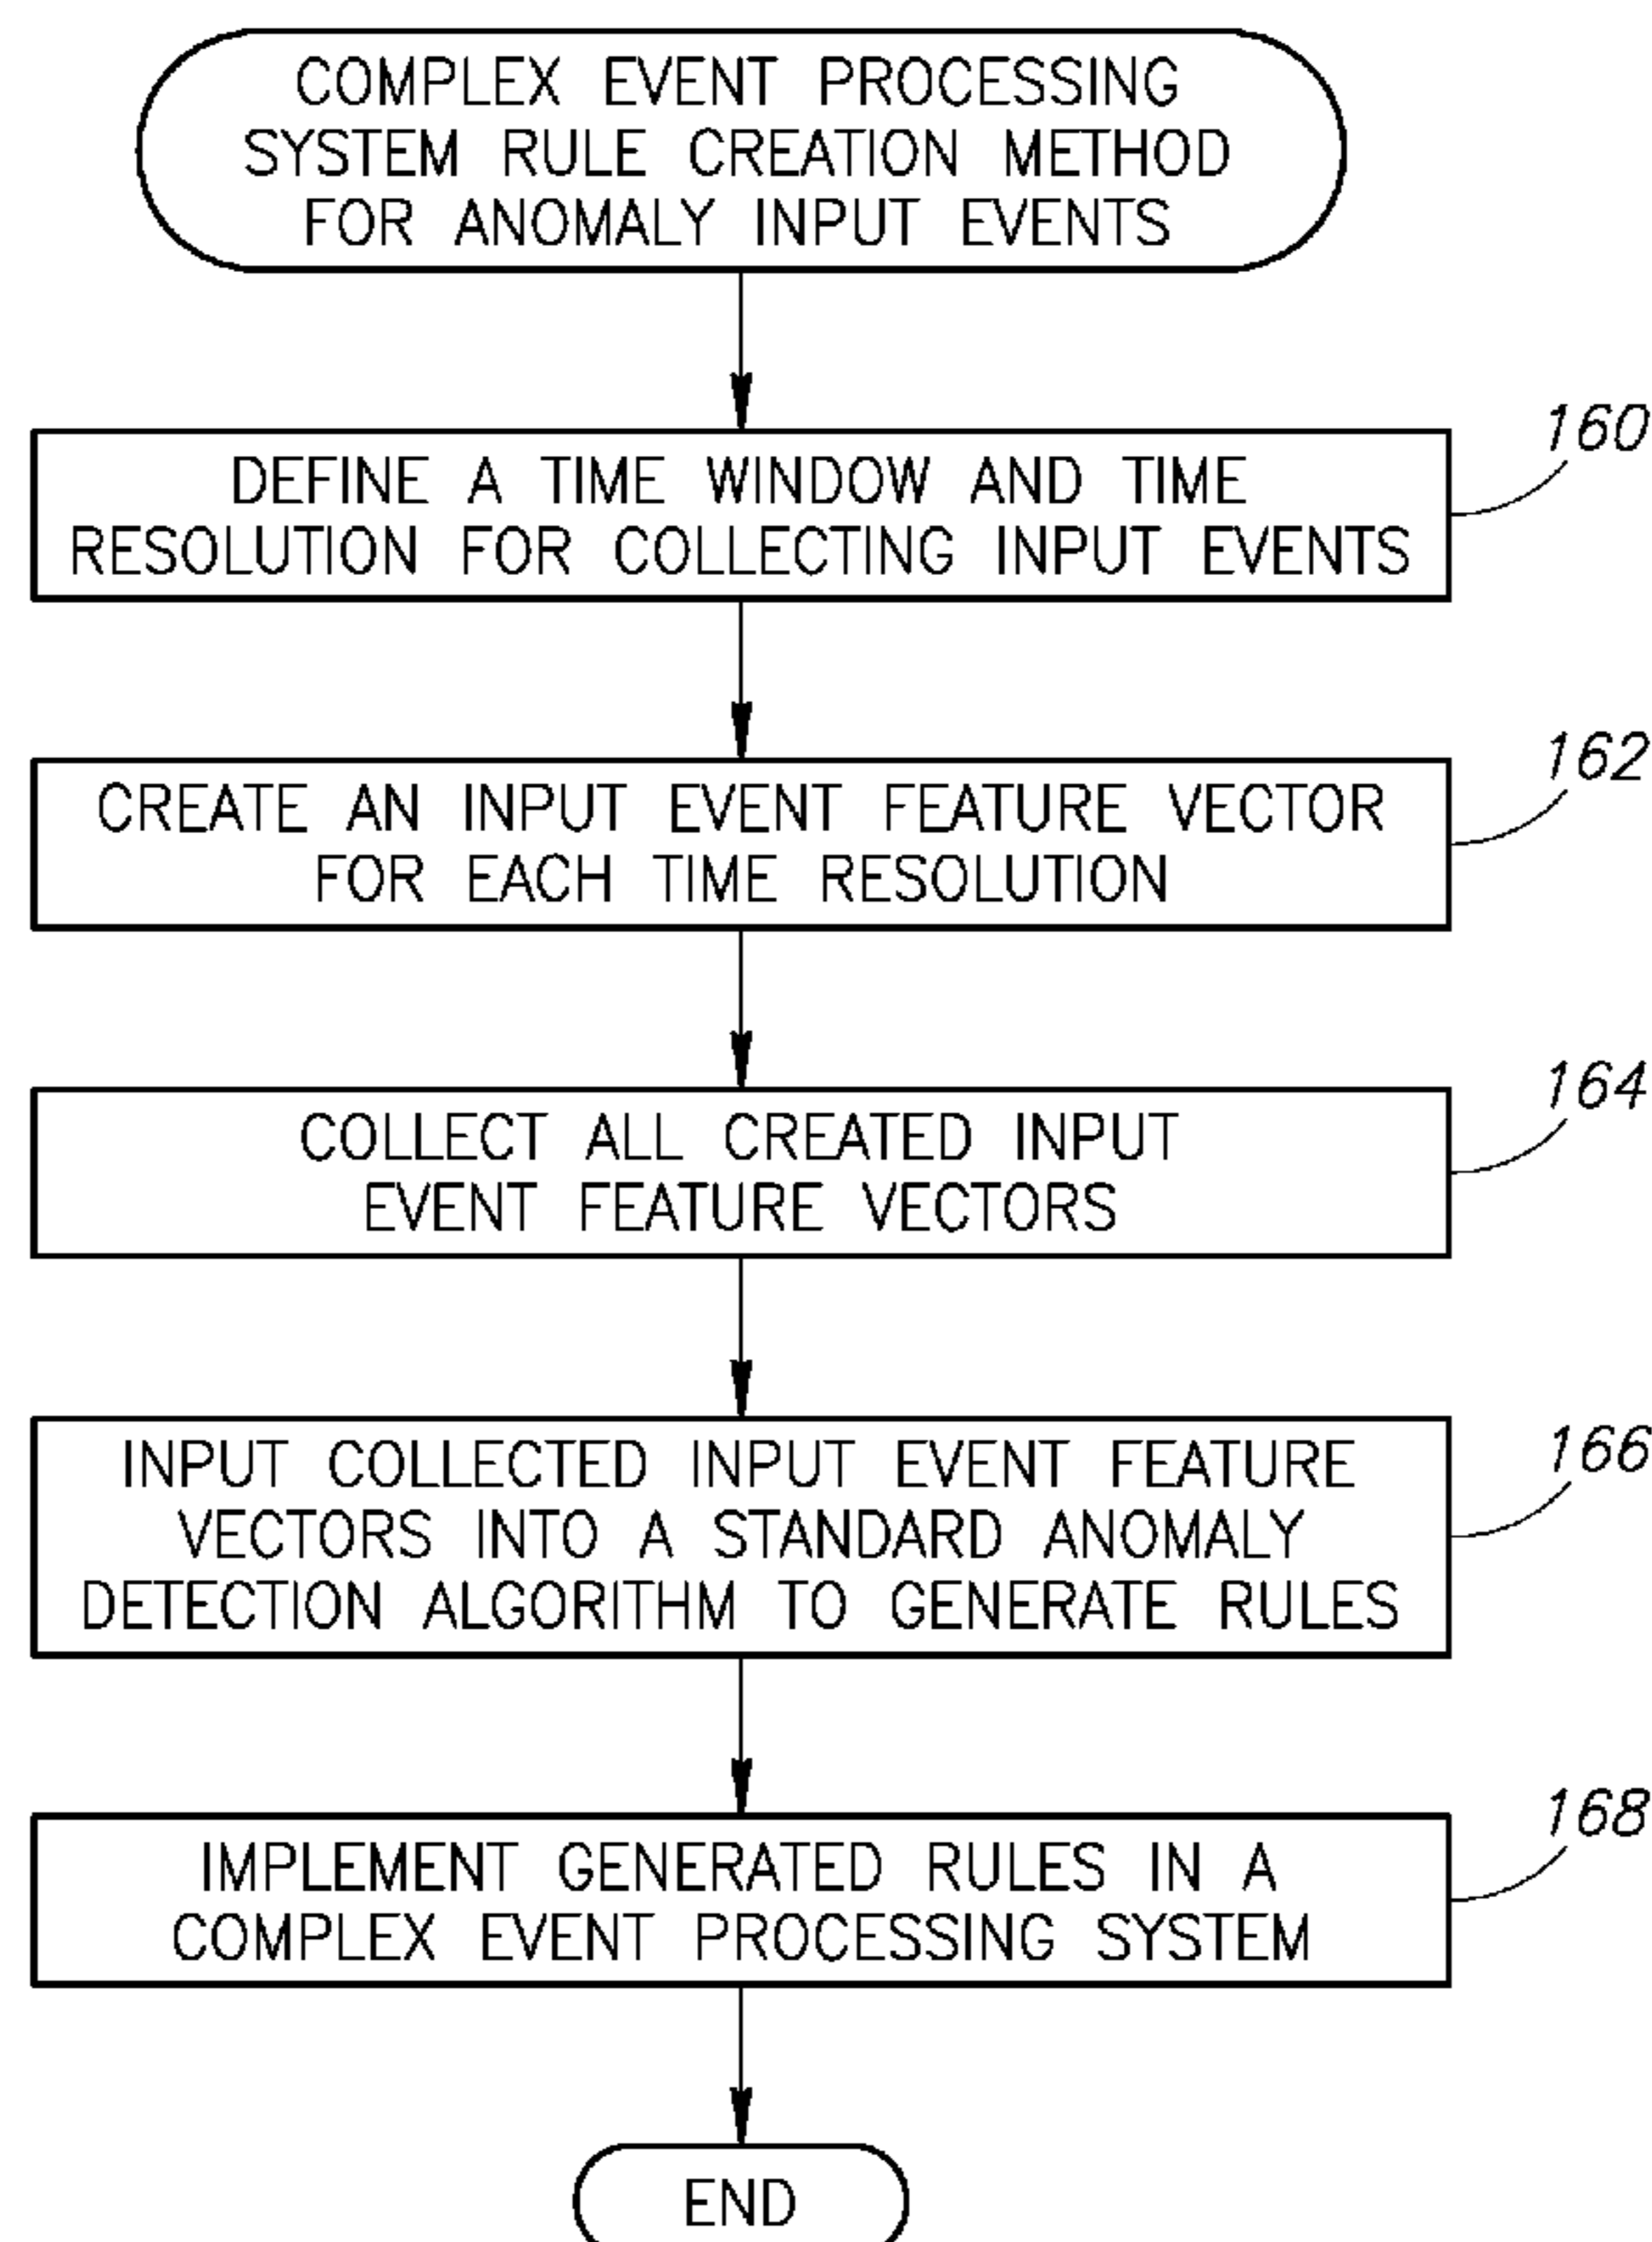 COMPLEX EVENT PROCESSING
SYSTEM RULE CREATION METHOD
FOR ANOMALY INPUT EVENTS
160
DEFINE A TIME WINDOW AND TIME
RESOLUTION FOR COLLECTING INPUT EVENTS
162
CREATE AN INPUT EVENT FEATURE VECTOR
FOR EACH TIME RESOLUTION
164
COLLECT ALL CREATED INPUT
EVENT FEATURE VECTORS
166
INPUT COLLECTED INPUT EVENT FEATURE
VECTORS INTO A STANDARD ANOMALY
DETECTION ALGORITHM TO GENERATE RULES
168
IMPLEMENT GENERATED RULES IN A
COMPLEX EVENT PROCESSING SYSTEM
END